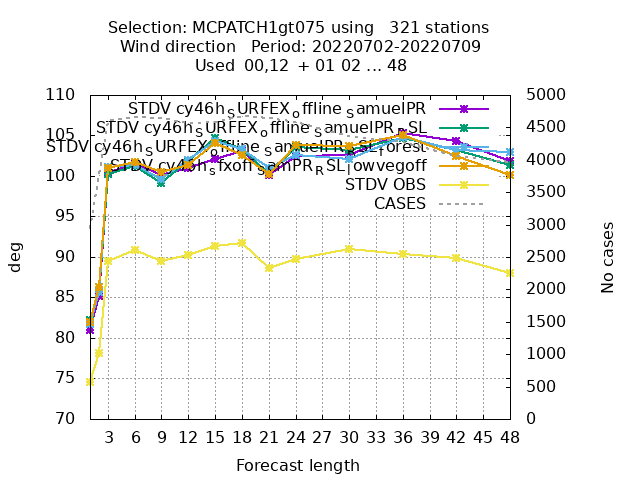 Selection: MCPATCH1gt075 using   321 stations
Wind direction   Period: 20220702-20220709
Used  00,12  + 01 02 ... 48
STDV cy46h_SURFEX_offline_samuelPR
STDV cy46h_SURFEX_offline_samuelPR_RSL
STDV OBS
CASES
110
105
100
95
90
85
80
75
70
5000
4500
4000
3500
3000
2500
2000
1500
1000
500
0
3 6 9 12 15 18 21 24 27 30 33 36 39 42 45 48
deg
No cases
Forecast length